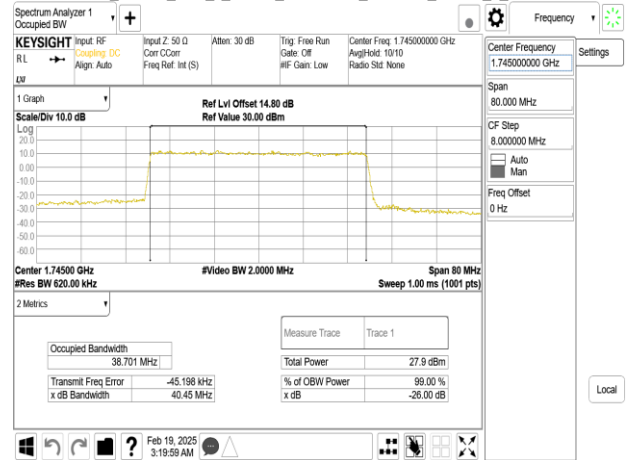 Spectrum Analyzer 1
Occupied BW
Frequency
KEYSIGHT
RL
LXI
Input: RF
Coupling: DC
Align: Auto
Input Z: 50 Ω
Corr CCorr
Freq Ref: Int (S)
Atten: 30 dB
Trig: Free Run
Gate: Off
#IF Gain: Low
Center Freq: 1.745000000 GHz
Avg|Hold: 10/10
Radio Std: None
Center Frequency
1.745000000 GHz
Settings
Span
80.000 MHz
CF Step
8.000000 MHz
Auto
Man
Freq Offset
0 Hz
1 Graph
Scale/Div 10.0 dB
Ref Lvl Offset 14.80 dB
Ref Value 30.00 dBm
Log
20.0
10.0
0.00
-10.0
-20.0
-30.0
-40.0
-50.0
-60.0
Center 1.74500 GHz
#Res BW 620.00 kHz
#Video BW 2.0000 MHz
Span 80 MHz
Sweep 1.00 ms (1001 pts)
2 Metrics
Measure Trace Trace 1
Occupied Bandwidth
38.701 MHz
Total Power 27.9 dBm
Transmit Freq Error -45.198 kHz
% of OBW Power 99.00 %
x dB Bandwidth 40.45 MHz
x dB -26.00 dB
Local
Feb 19, 2025
3:19:59 AM